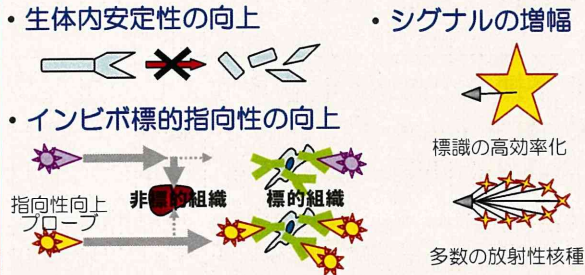 ・生体内安定性の向上
・インビボ標的指向性の向上
指向性向上
プローブ
非標的組織
標的組織
・シグナルの増幅
標識の高効率化
多数の放射性核種